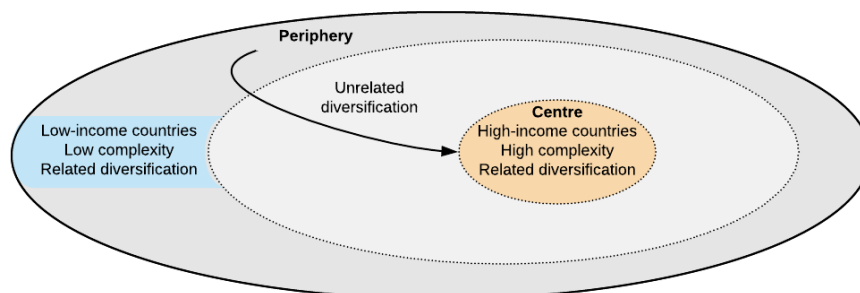 Periphery
Unrelated
diversification
Low-income countries
Low complexity
Related diversification
Centre
High-income countries
High complexity
Related diversification